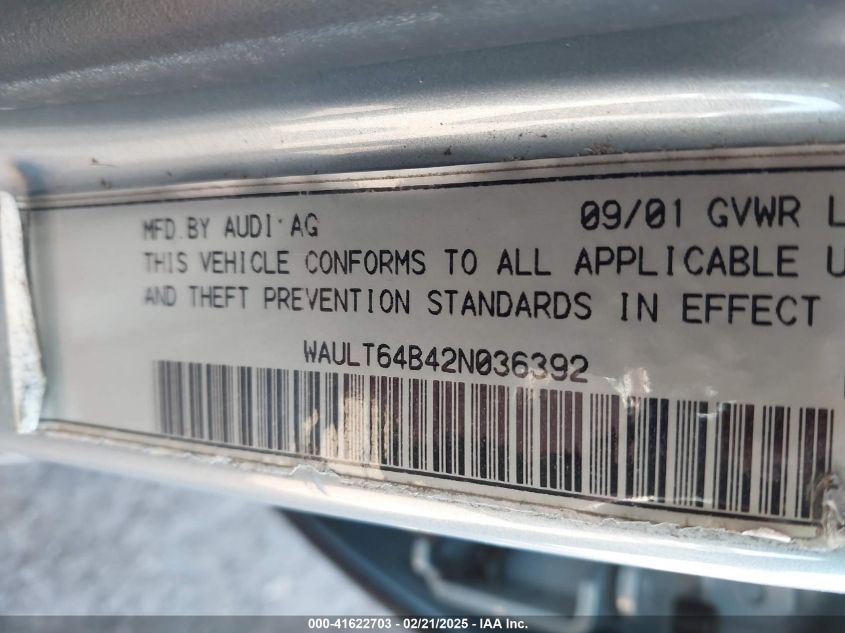 MFD. BY AUDI AG 09/01 GVWR L
THIS VEHICLE CONFORMS TO ALL APPLICABLE U
AND THEFT PREVENTION STANDARDS IN EFFECT
WAULT64B42N036392
000-41622703 - 02/21/2025 - IAA Inc.